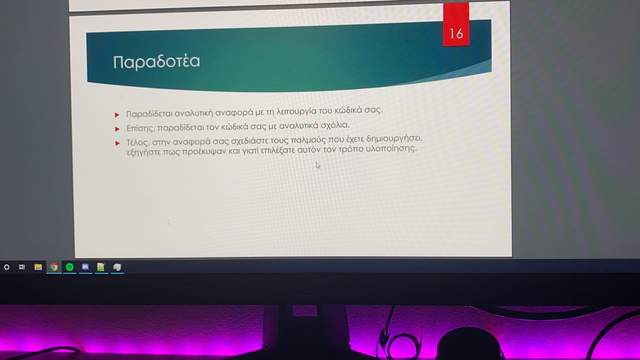 16
Παραδοτέα
Παραδίδεται αναλυτική αναφορά με τη λειτουργία του κώδικά σας.
Επίσης, παραδίδεται τον κώδικά σας με αναλυτικά σχόλια.
Τέλος, στην αναφορά σας σχεδιάστε τους παλμούς που έχετε δημιουργήσει,
εξηγήστε πως προέκυψαν και γιατί επιλέξατε αυτόν τον τρόπο υλοποίησης.